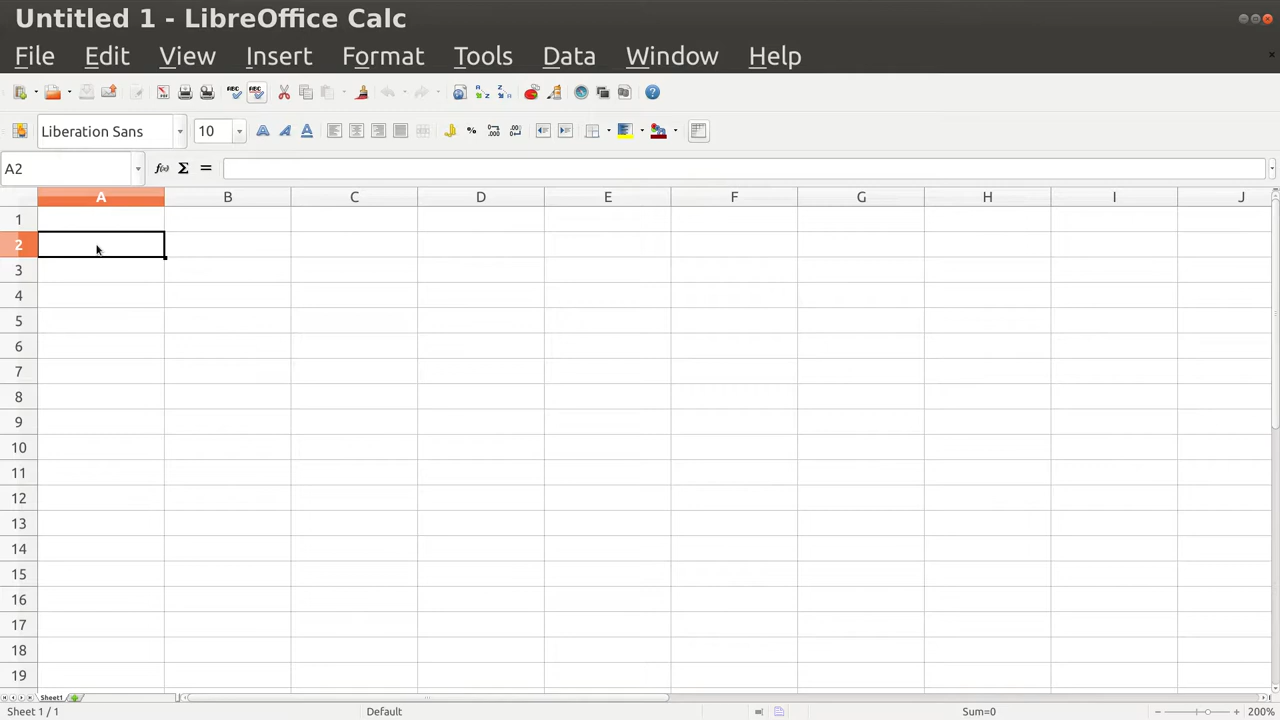 Untitled 1 - LibreOffice Calc
File Edit View Insert Format Tools Data Window Help
Liberation Sans 10
A2 f(x) Σ =
A B C D E F G H I J
1
2
3
4
5
6
7
8
9
10
11
12
13
14
15
16
17
18
19
Sheet1
Sheet 1 / 1 Default Sum=0 200%